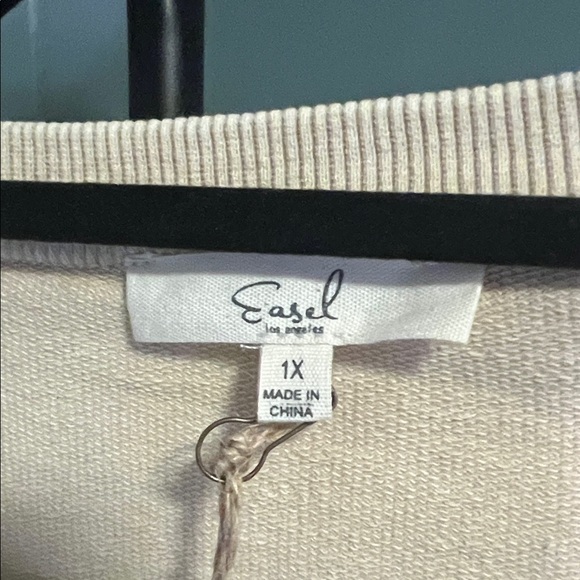 Easel
los angeles
1X
MADE IN
CHINA